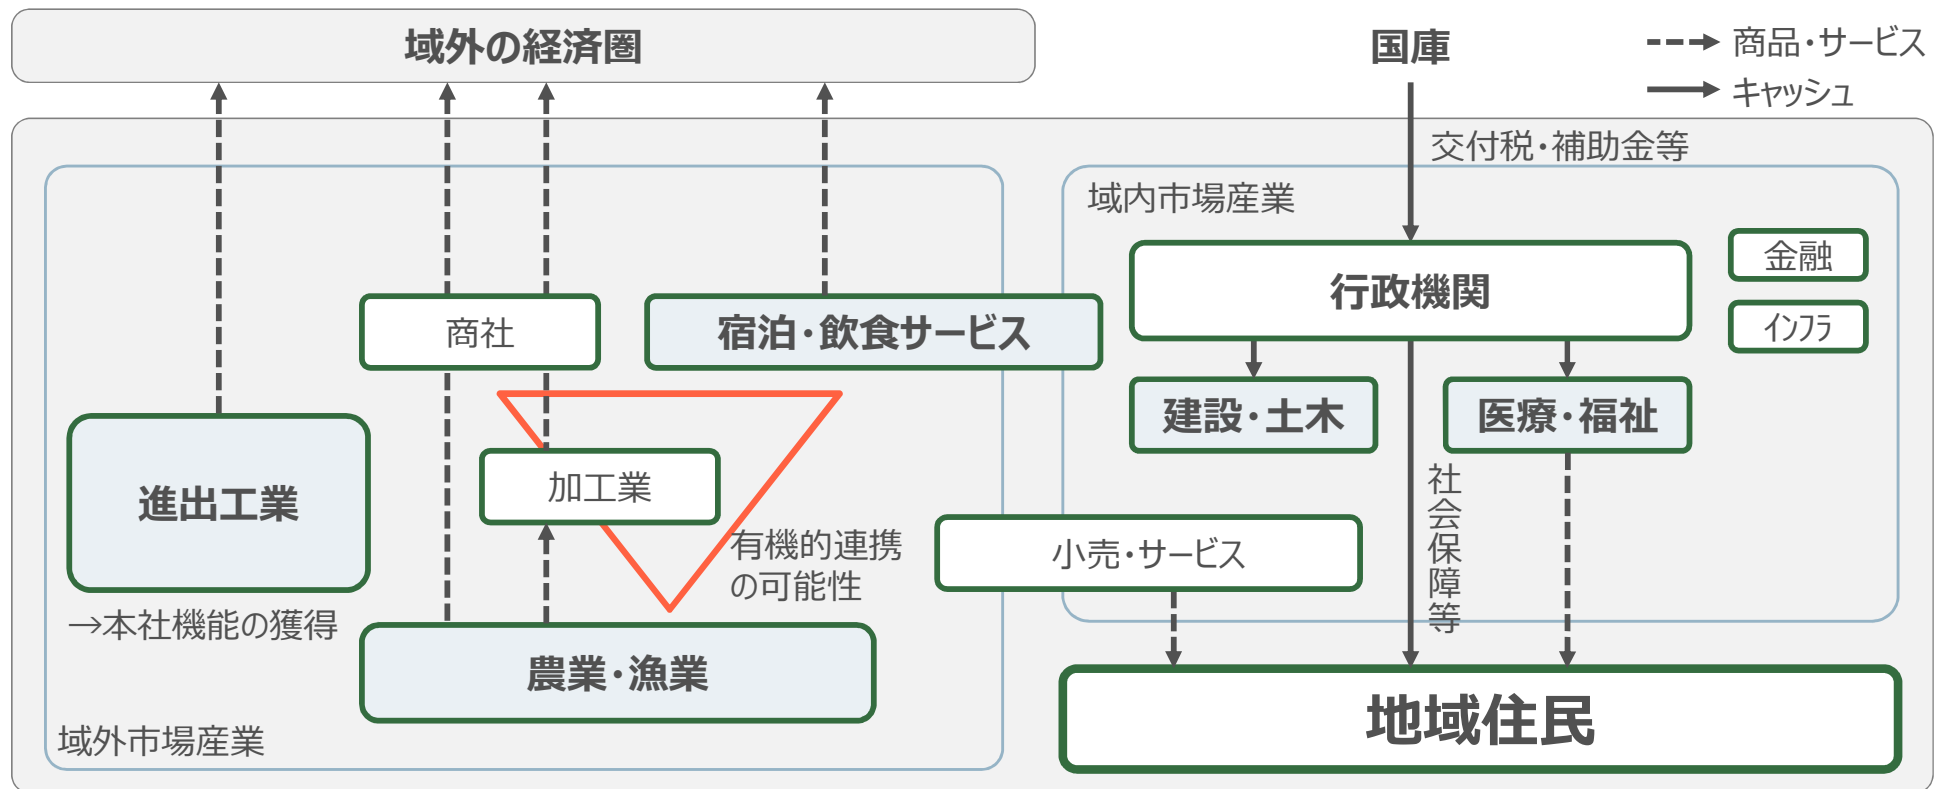 域外の経済圏
国庫
商品・サービス
キャッシュ
交付税・補助金等
域内市場産業
行政機関
金融
インフラ
商社
宿泊・飲食サービス
建設・土木
医療・福祉
進出工業
加工業
有機的連携
の可能性
小売・サービス
社会保障等
→本社機能の獲得
農業・漁業
地域住民
域外市場産業